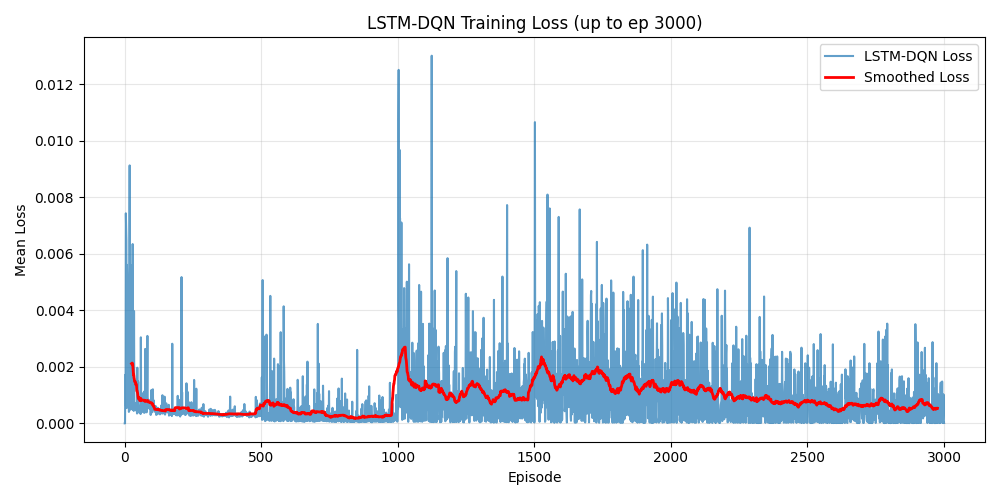 LSTM-DQN Training Loss (up to ep 3000)
LSTM-DQN Loss
Smoothed Loss
Mean Loss
0.012
0.010
0.008
0.006
0.004
0.002
0.000
0 500 1000 1500 2000 2500 3000
Episode